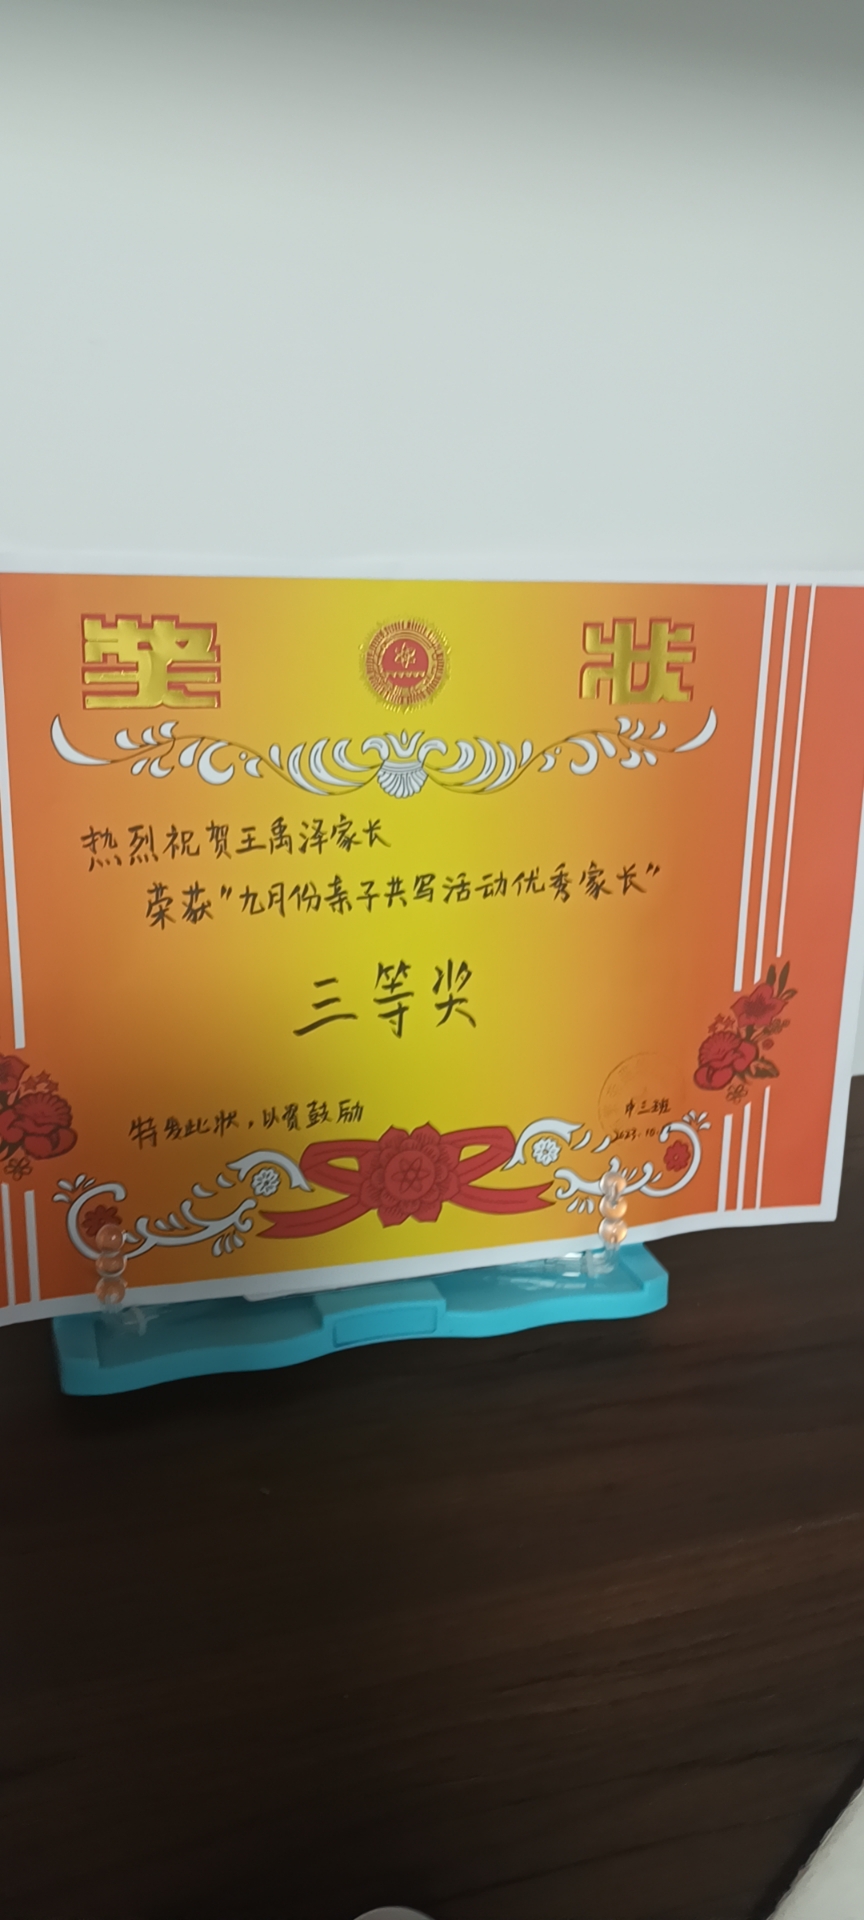 奖 状
热烈祝贺王禹泽家长
荣获"九月份亲子共写活动优秀家长"
三等奖
特发此状，以资鼓励
中三班
2023.10.